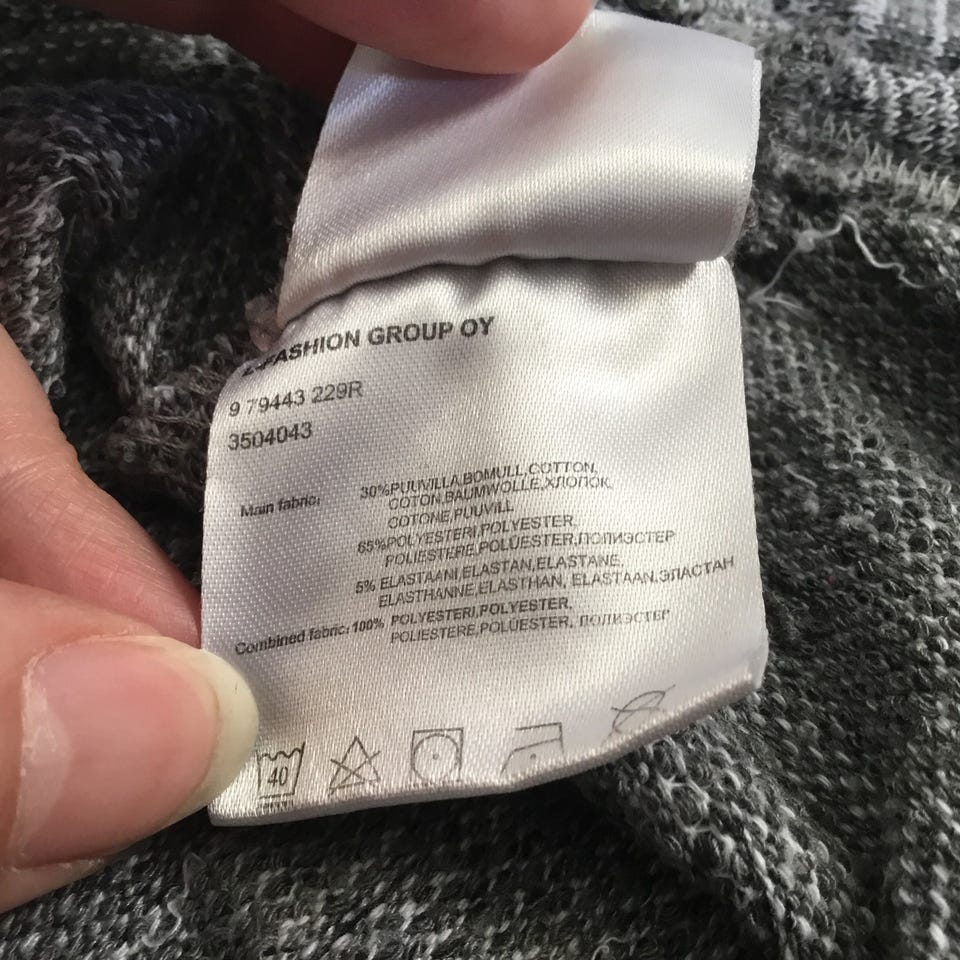 L-FASHION GROUP OY
9 79443 229R
3504043
Main fabric: 30%PUUVILLA,BOMULL,COTTON,
COTON,BAUMWOLLE,ХЛОПОК,
COTONE,PUUVILL
65%POLYESTERI,POLYESTER,
POLIESTERE,POLÜESTER,ПОЛИЭСТЕР
5% ELASTAANI,ELASTAN,ELASTANE,
ELASTHANNE,ELASTHAN, ELASTAAN,ЭЛАСТАН
Combined fabric: 100% POLYESTERI,POLYESTER,
POLIESTERE,POLÜESTER, ПОЛИЭСТЕР
40